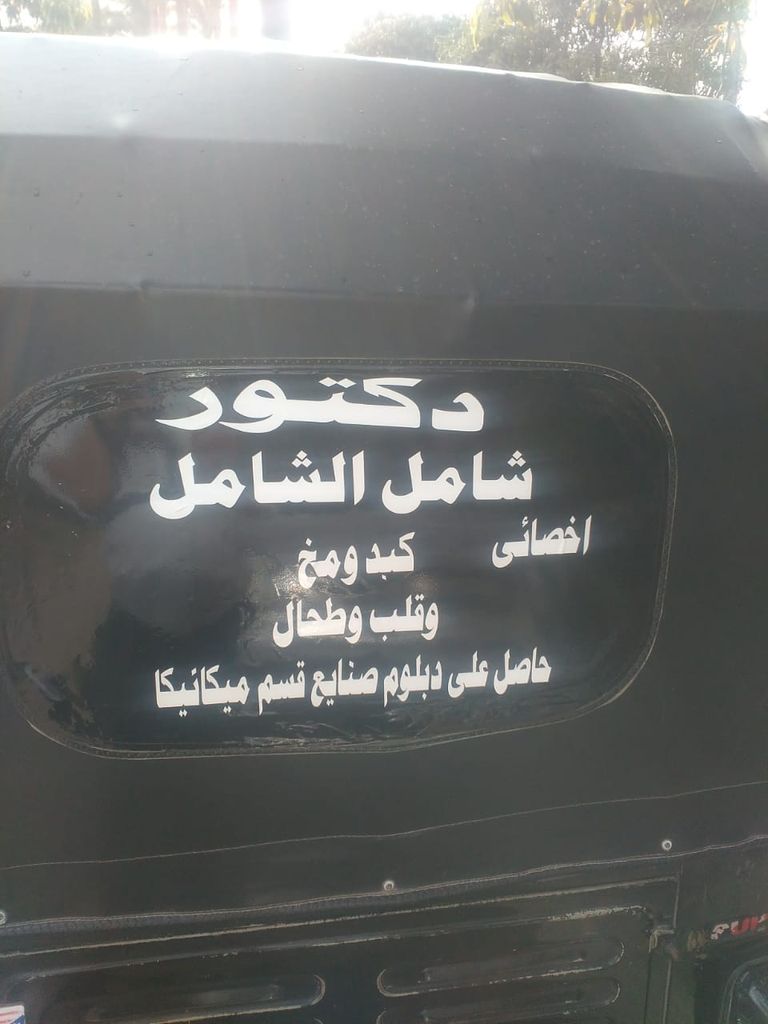 دكتور
شامل الشامل
اخصائى كبد ومخ
وقلب وطحال
حاصل على دبلوم صنايع قسم ميكانيكا